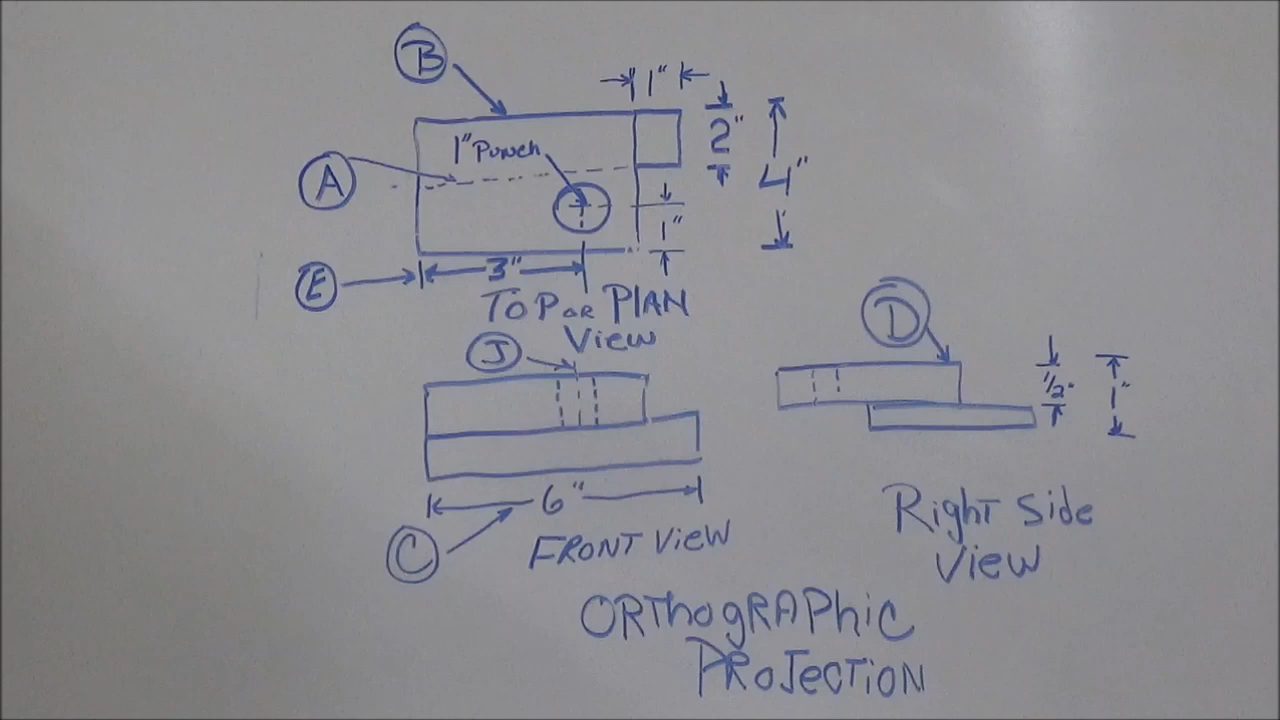 B
1"
2"
4"
1" Punch
A
1"
E
3"
TOP or PLAN
View
J
D
1/2"
1"
6"
C
FRONT VIEW
Right Side
View
ORThoGRAPhiC
PROJECTION